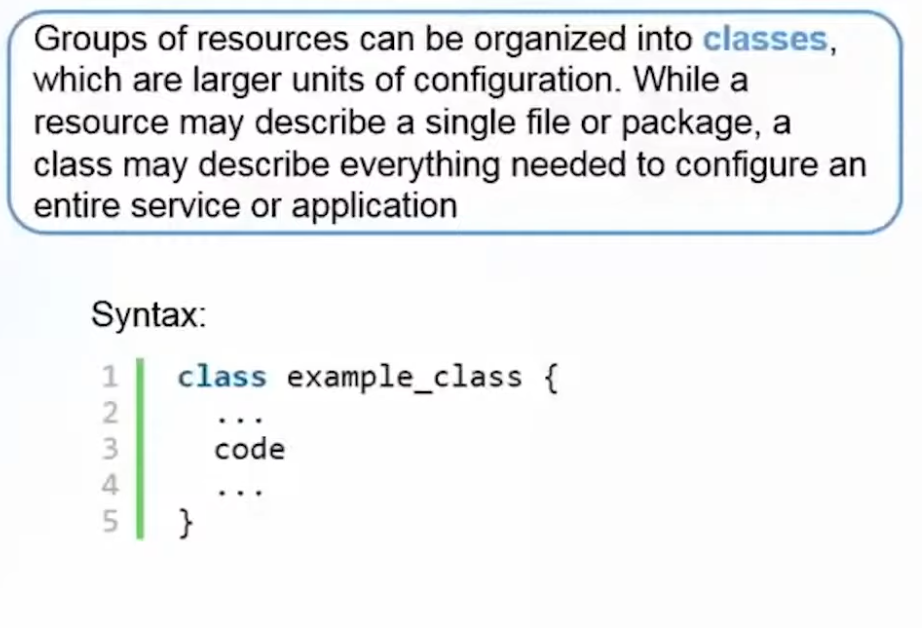 Groups of resources can be organized into classes,
which are larger units of configuration. While a
resource may describe a single file or package, a
class may describe everything needed to configure an
entire service or application
Syntax:
1 class example_class {
2 ...
3 code
4 ...
5 }